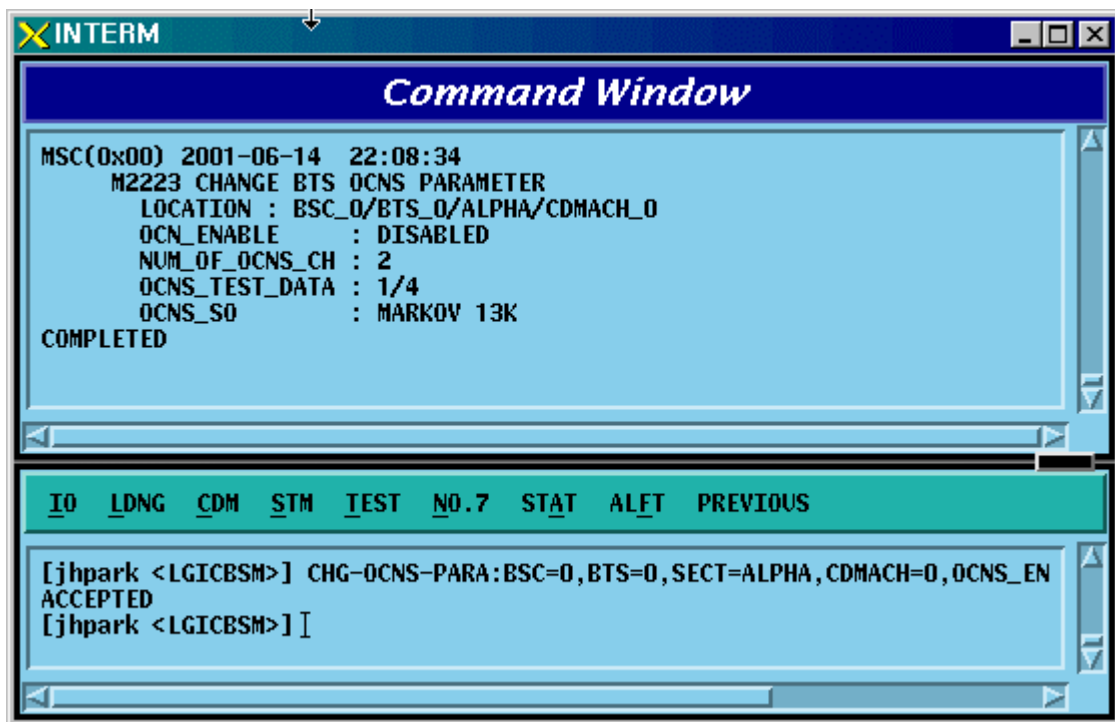 INTERM
Command Window
MSC(0x00) 2001-06-14 22:08:34
M2223 CHANGE BTS OCNS PARAMETER
LOCATION : BSC_0/BTS_0/ALPHA/CDMACH_0
OCN_ENABLE : DISABLED
NUM_OF_OCNS_CH : 2
OCNS_TEST_DATA : 1/4
OCNS_SO : MARKOV 13K
COMPLETED
IO LDNG CDM STM TEST NO.7 STAT ALFT PREVIOUS
[jhpark <LGICBSM>] CHG-OCNS-PARA:BSC=0,BTS=0,SECT=ALPHA,CDMACH=0,OCNS_EN
ACCEPTED
[jhpark <LGICBSM>]